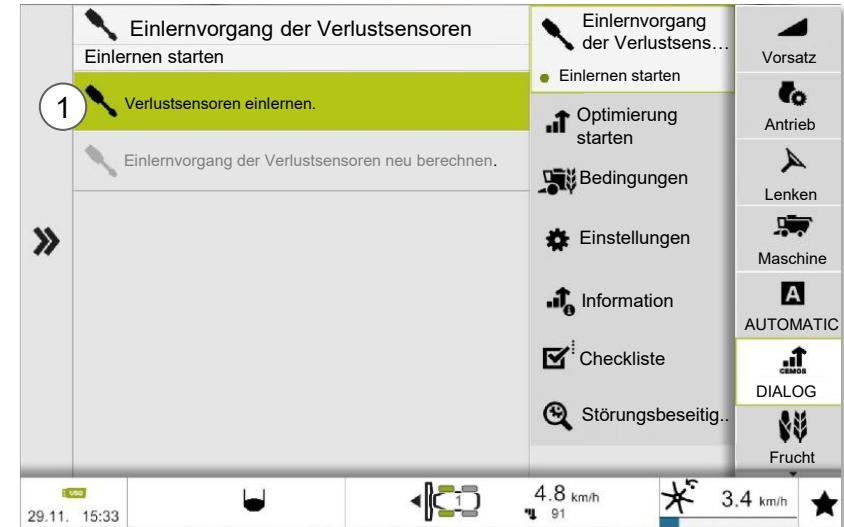 Einlernvorgang der Verlustsensoren
Einlernen starten
1
Verlustsensoren einlernen.
Einlernvorgang der Verlustsensoren neu berechnen.
Einlernvorgang
der Verlustsens...
Einlernen starten
Optimierung
starten
Bedingungen
Einstellungen
Information
Checkliste
Störungsbeseitig..
Vorsatz
Antrieb
Lenken
Maschine
A
AUTOMATIC
CEMOS
DIALOG
Frucht
USB
29.11. 15:33
1
4.8 km/h
91
3.4 km/h